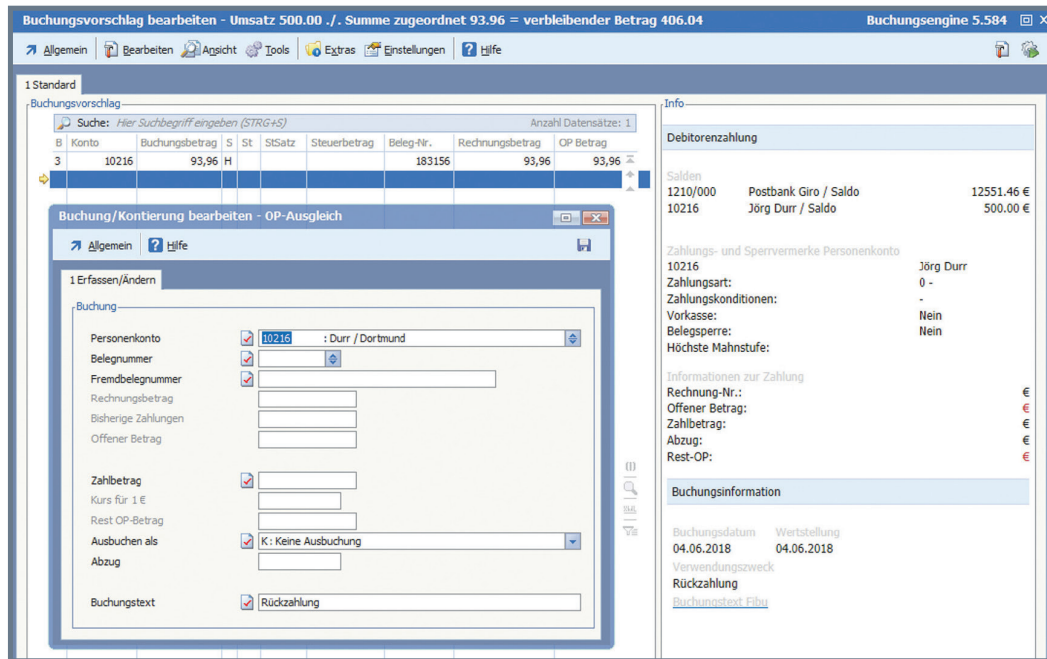 Buchungsvorschlag bearbeiten - Umsatz 500.00 ./. Summe zugeordnet 93.96 = verbleibender Betrag 406.04 Buchungsengine 5.584
Allgemein Bearbeiten Ansicht Tools Extras Einstellungen Hilfe
1 Standard
Buchungsvorschlag
Suche: Hier Suchbegriff eingeben (STRG+S) Anzahl Datensätze: 1
B Konto Buchungsbetrag S St StSatz Steuerbetrag Beleg-Nr. Rechnungsbetrag OP Betrag
3 10216 93,96 H 183156 93,96 93,96
Buchung/Kontierung bearbeiten - OP-Ausgleich
Allgemein Hilfe
1 Erfassen/Ändern
Buchung
Personenkonto 10216 : Durr / Dortmund
Belegnummer
Fremdbelegnummer
Rechnungsbetrag
Bisherige Zahlungen
Offener Betrag
Zahlbetrag
Kurs für 1 €
Rest OP-Betrag
Ausbuchen als K : Keine Ausbuchung
Abzug
Buchungstext Rückzahlung
Info
Debitorenzahlung
Salden
1210/000 Postbank Giro / Saldo 12551.46 €
10216 Jörg Durr / Saldo 500.00 €
Zahlungs- und Sperrvermerke Personenkonto
10216 Jörg Durr
Zahlungsart: 0 -
Zahlungskonditionen: -
Vorkasse: Nein
Belegsperre: Nein
Höchste Mahnstufe:
Informationen zur Zahlung
Rechnung-Nr.: €
Offener Betrag: €
Zahlbetrag: €
Abzug: €
Rest-OP: €
Buchungsinformation
Buchungsdatum Wertstellung
04.06.2018 04.06.2018
Verwendungszweck
Rückzahlung
Buchungstext Fibu